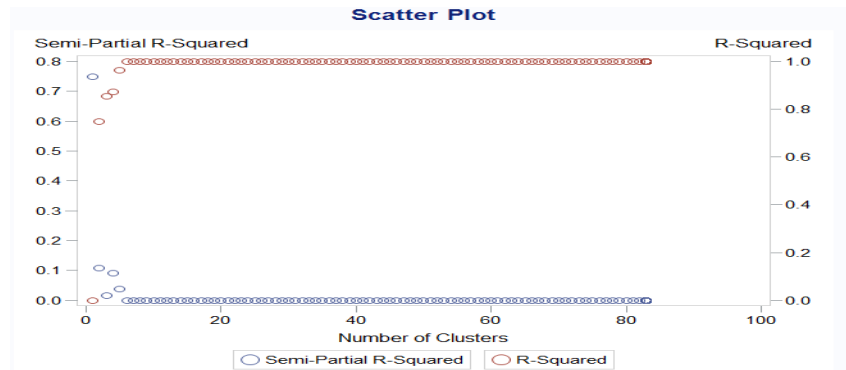 Scatter Plot
Semi-Partial R-Squared R-Squared
0.8 1.0
0.7
0.8
0.6
0.6
0.5
0.4
0.4
0.3
0.2
0.2
0.1
0.0 0.0
0 20 40 60 80 100
Number of Clusters
Semi-Partial R-Squared R-Squared